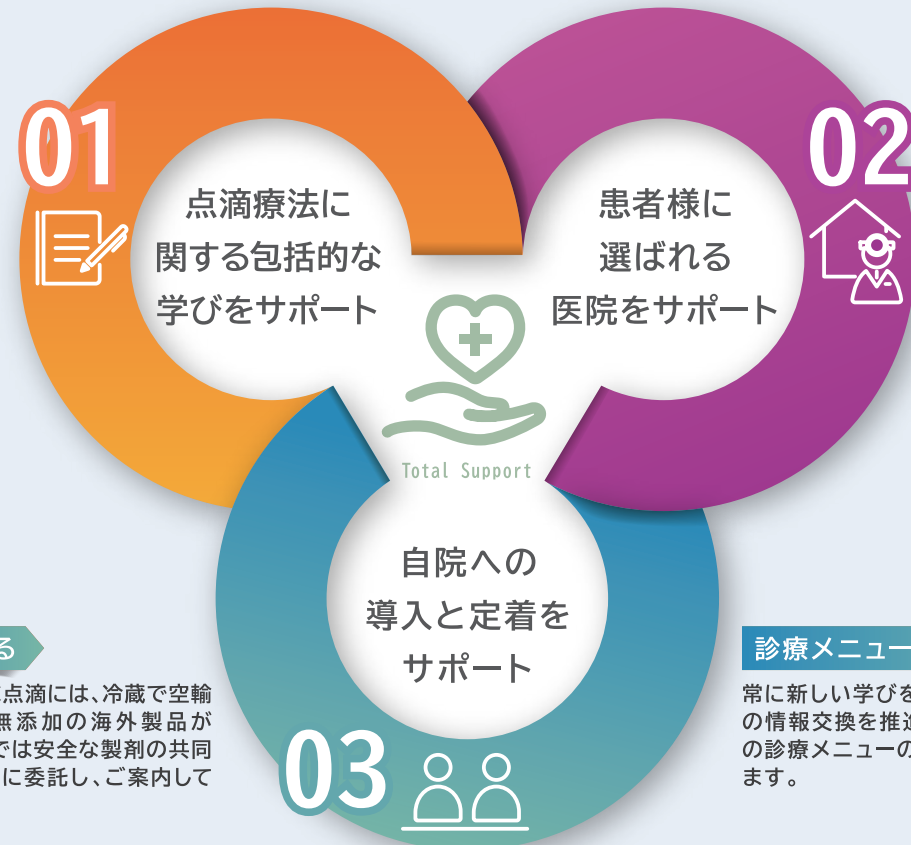 01
点滴療法に
関する包括的な
学びをサポート
02
患者様に
選ばれる
医院をサポート
Total Support
自院への
導入と定着を
サポート
03
る
点滴には、冷蔵で空輸
無添加の海外製品が
では安全な製剤の共同
に委託し、ご案内して
診療メニュー
常に新しい学びを
の情報交換を推進
の診療メニューの
ます。